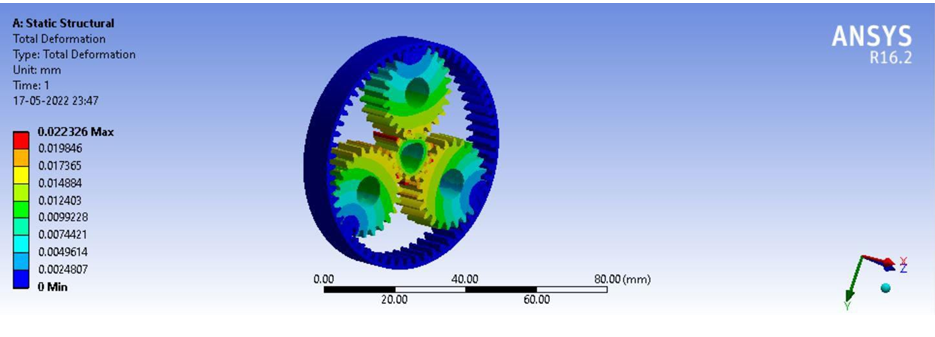 A: Static Structural
Total Deformation
Type: Total Deformation
Unit: mm
Time: 1
17-05-2022 23:47
0.022326 Max
0.019846
0.017365
0.014884
0.012403
0.0099228
0.0074421
0.0049614
0.0024807
0 Min
ANSYS
R16.2
0.00 40.00 80.00 (mm)
20.00 60.00
X
Z
Y